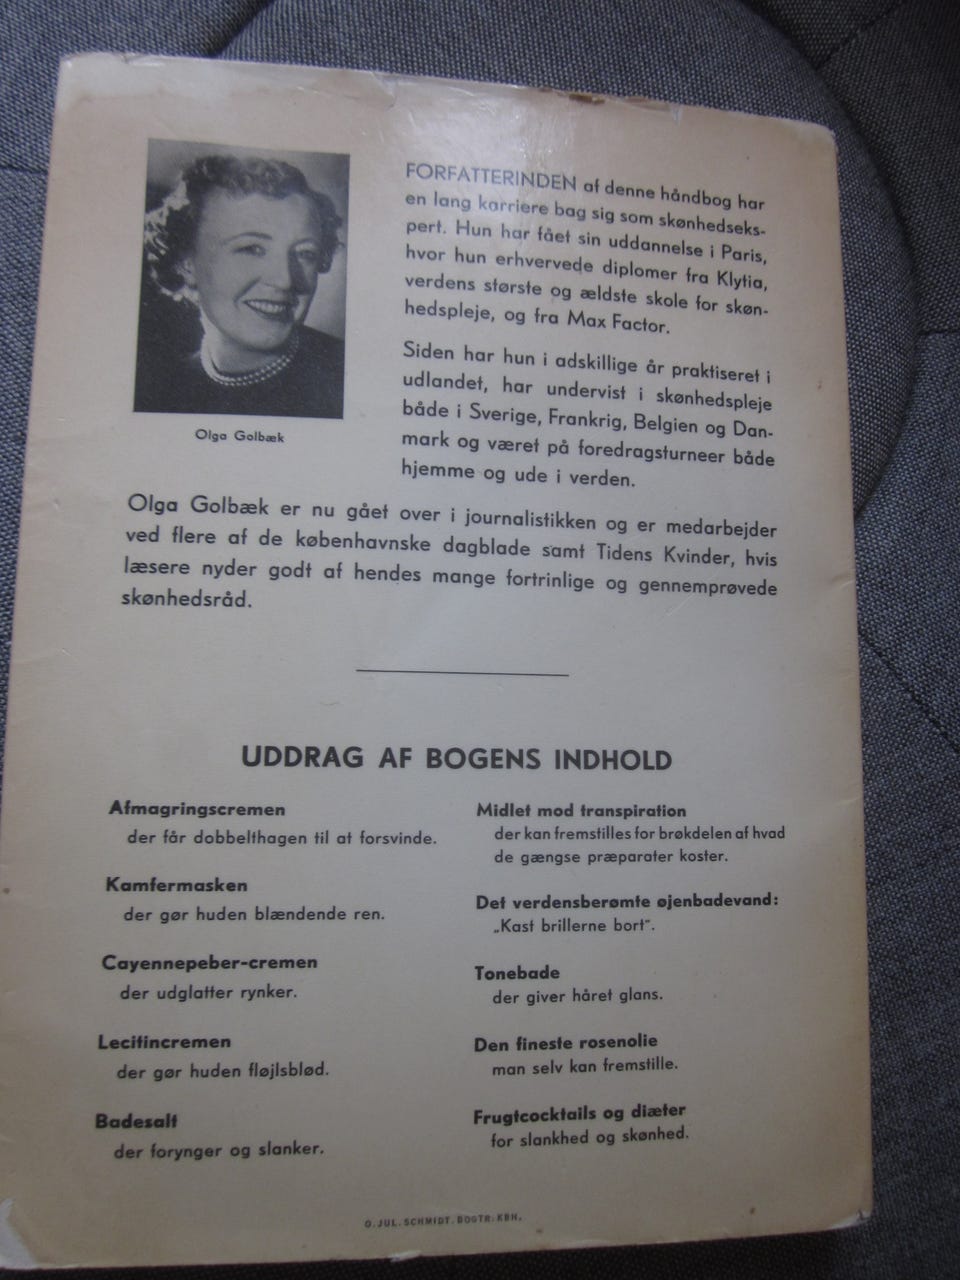 FORFATTERINDEN af denne håndbog har
en lang karriere bag sig som skønhedseks-
pert. Hun har fået sin uddannelse i Paris,
hvor hun erhvervede diplomer fra Klytia,
verdens største og ældste skole for skøn-
hedspleje, og fra Max Factor.
Siden har hun i adskillige år praktiseret i
udlandet, har undervist i skønhedspleje
både i Sverige, Frankrig, Belgien og Dan-
mark og været på foredragsturneer både
hjemme og ude i verden.
Olga Golbæk
Olga Golbæk er nu gået over i journalistikken og er medarbejder
ved flere af de københavnske dagblade samt Tidens Kvinder, hvis
læsere nyder godt af hendes mange fortrinlige og gennemprøvede
skønhedsråd.
UDDRAG AF BOGENS INDHOLD
Afmagringscremen
der får dobbelthagen til at forsvinde.
Kamfermasken
der gør huden blændende ren.
Cayennepeber-cremen
der udglatter rynker.
Lecitincremen
der gør huden fløjlsblød.
Badesalt
der forynger og slanker.
Midlet mod transpiration
der kan fremstilles for brøkdelen af hvad
de gængse præparater koster.
Det verdensberømte øjenbadevand:
„Kast brillerne bort".
Tonebade
der giver håret glans.
Den fineste rosenolie
man selv kan fremstille.
Frugtcocktails og diæter
for slankhed og skønhed.
O. JUL. SCHMIDT. BOGTR. KBH.